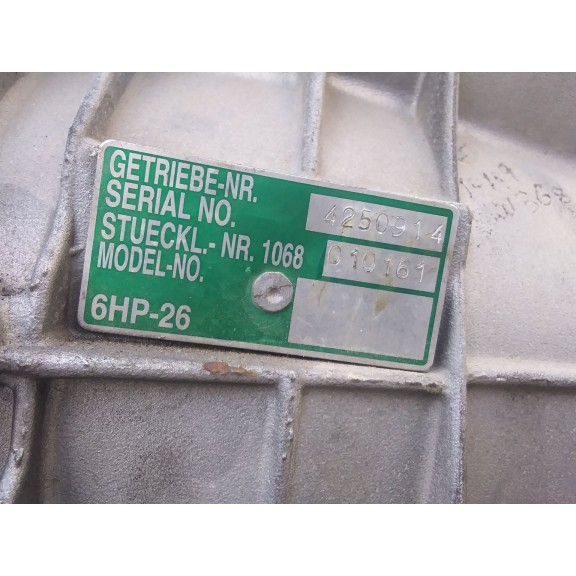 GETRIEBE-NR.
SERIAL NO. 4250914
STUECKL.- NR. 1068 010161
MODEL-NO.
6HP-26